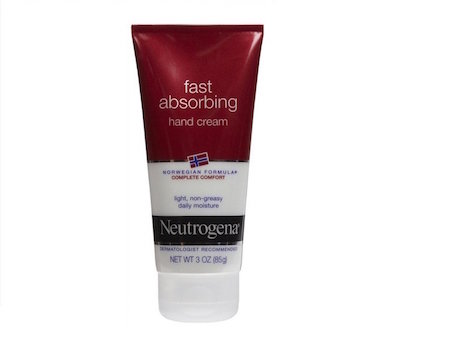 fast
absorbing
hand cream
NORWEGIAN FORMULA®
COMPLETE COMFORT
light, non-greasy
daily moisture
Neutrogena®
DERMATOLOGIST RECOMMENDED
NET WT 3 OZ (85g)